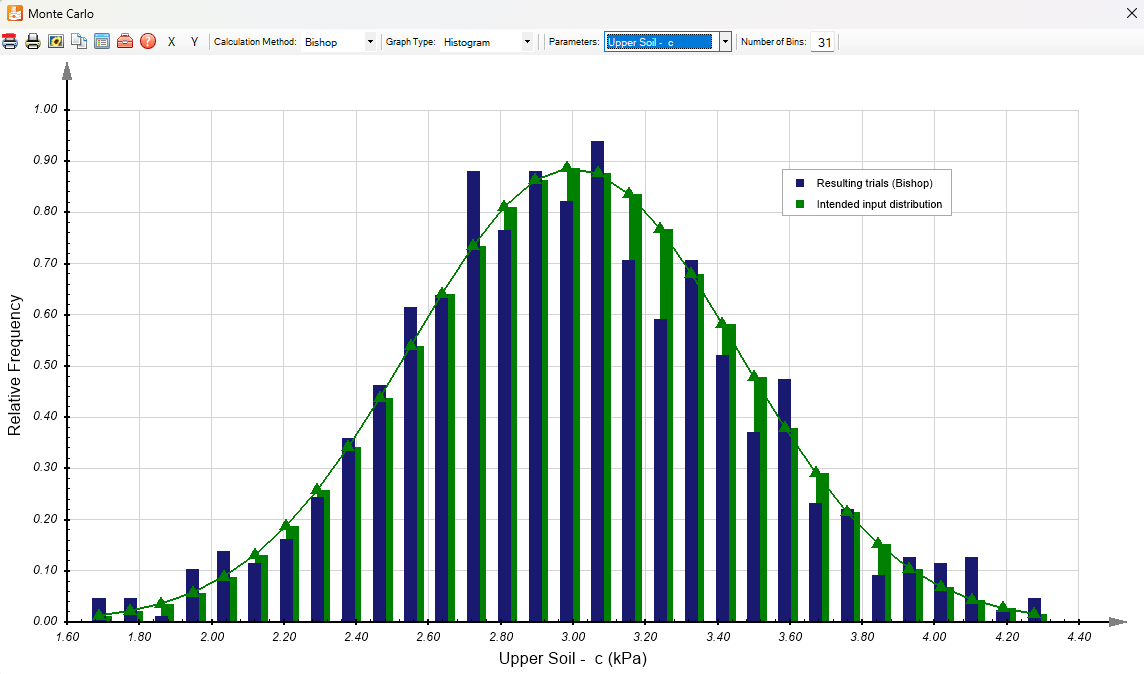 Monte Carlo
X Y Calculation Method: Bishop Graph Type: Histogram Parameters: Upper Soil - c Number of Bins: 31
1.00
0.90
Resulting trials (Bishop)
Intended input distribution
0.80
0.70
0.60
0.50
0.40
0.30
0.20
0.10
0.00
Relative Frequency
1.60 1.80 2.00 2.20 2.40 2.60 2.80 3.00 3.20 3.40 3.60 3.80 4.00 4.20 4.40
Upper Soil - c (kPa)